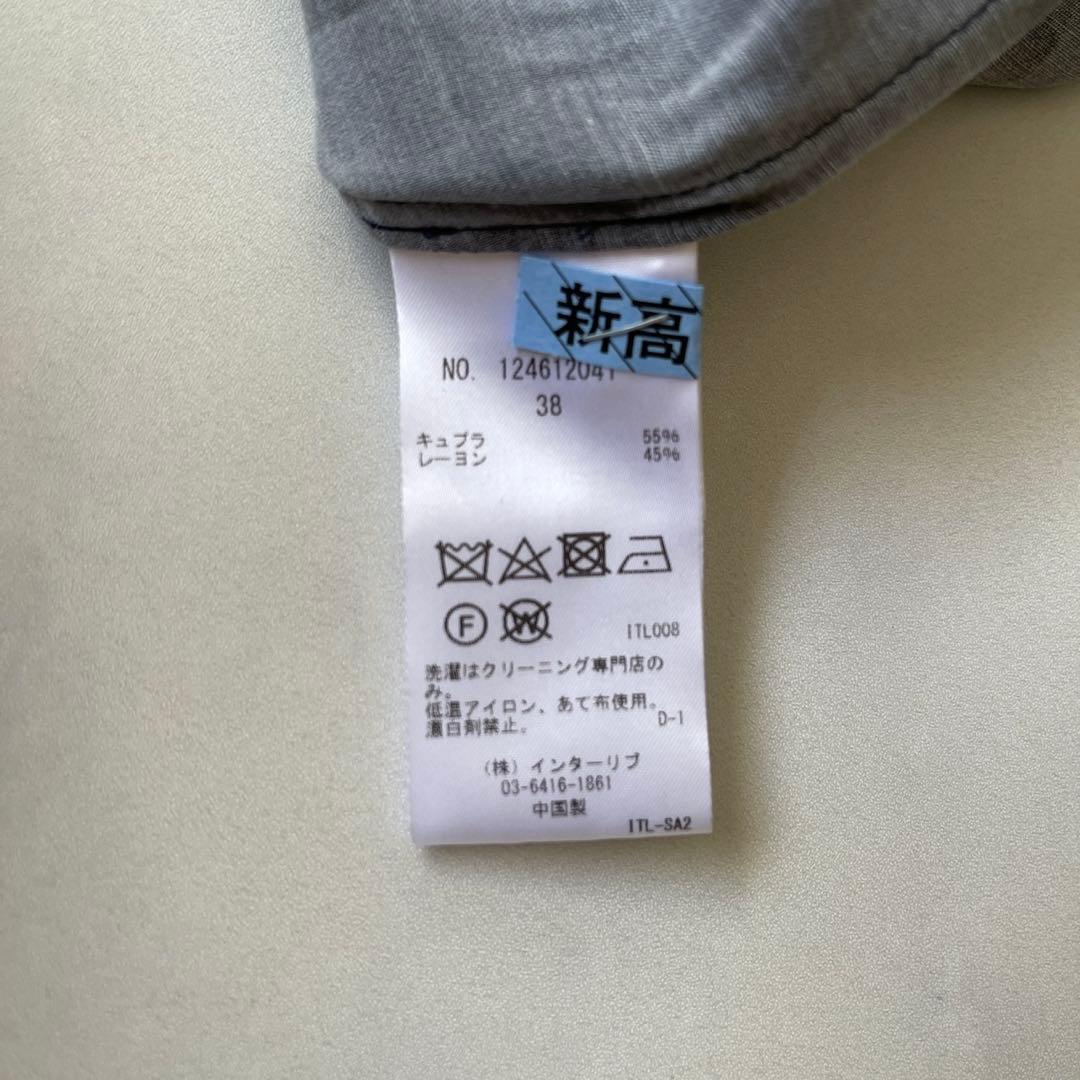 新高
NO. 124612041
38
キュプラ 55%
レーヨン 45%
F W
ITL008
洗濯はクリーニング専門店の
み。
低温アイロン、あて布使用。
漂白剤禁止。 D-1
(株) インターリブ
03-6416-1861
中国製
ITL-SA2